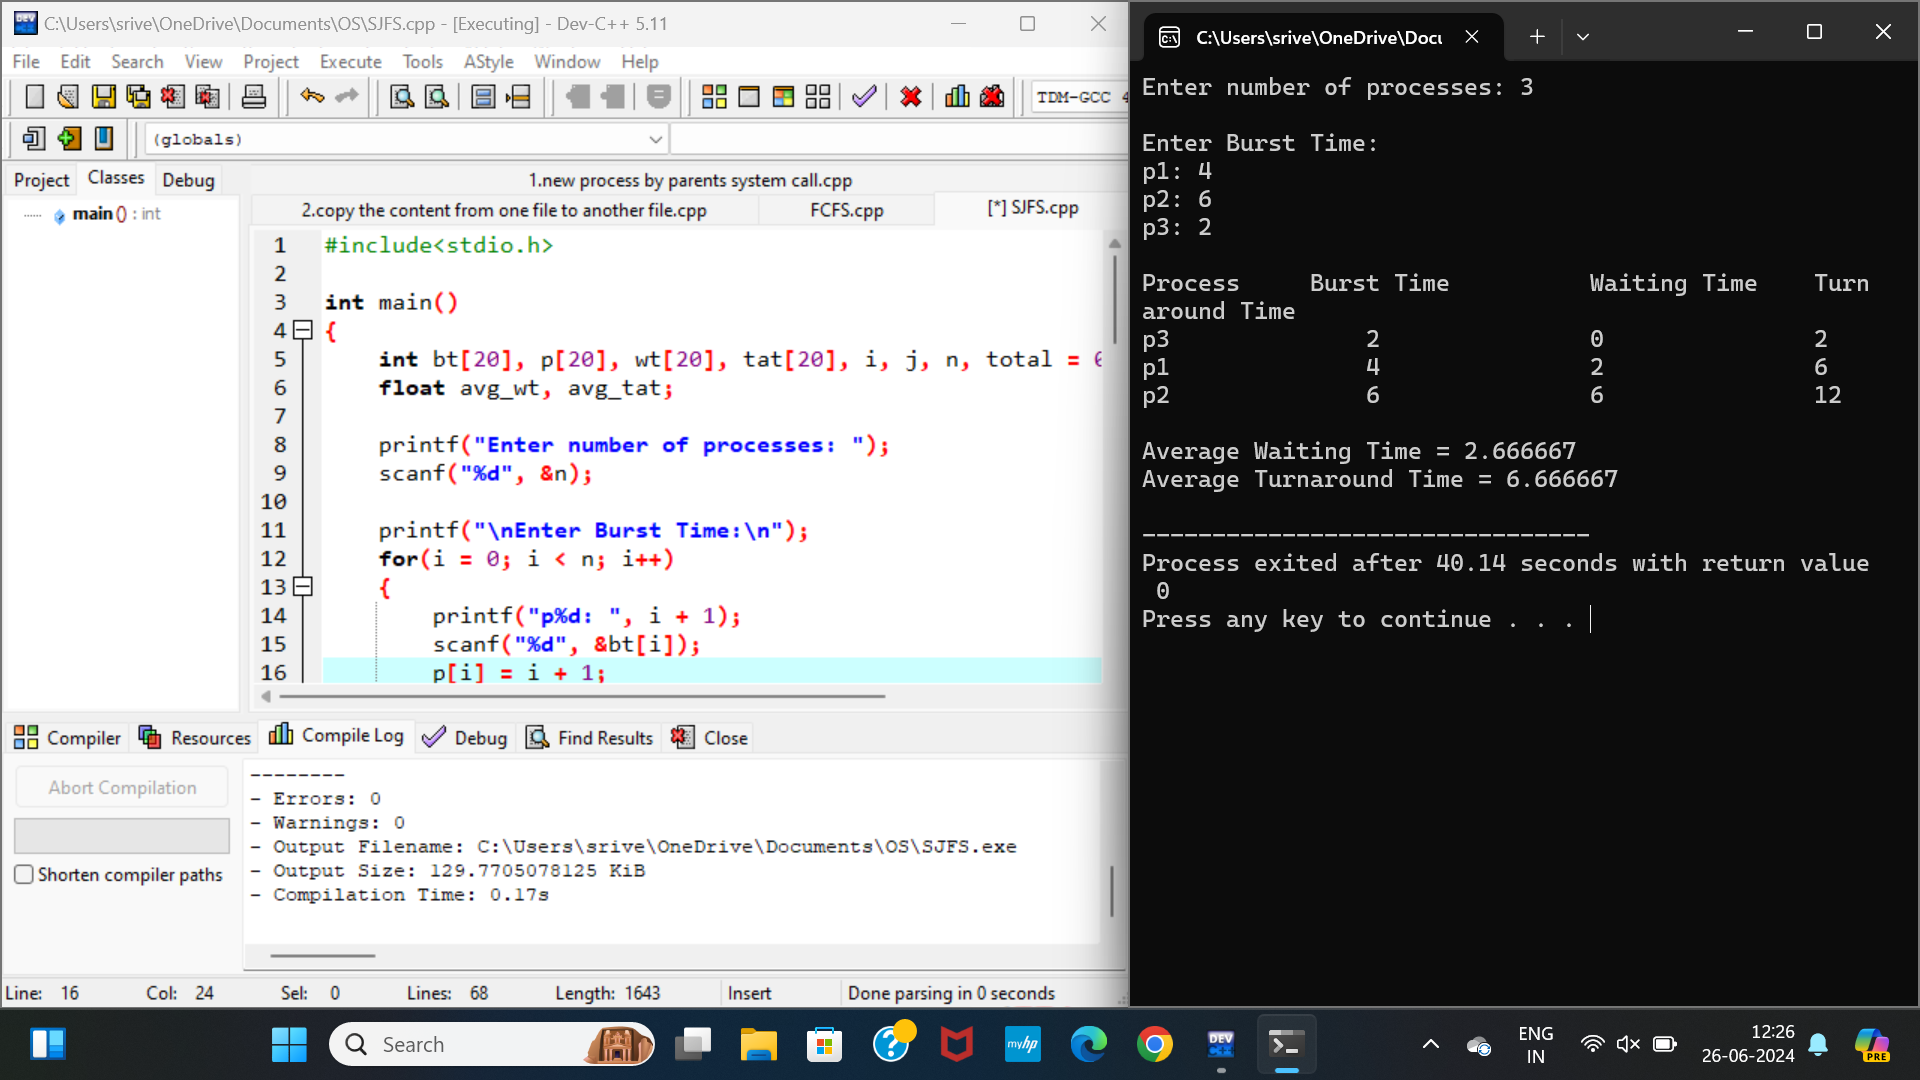 C:\Users\srive\OneDrive\Documents\OS\SJFS.cpp - [Executing] - Dev-C++ 5.11
File Edit Search View Project Execute Tools AStyle Window Help
TDM-GCC 4
(globals)
Project Classes Debug
main () : int
1.new process by parents system call.cpp
2.copy the content from one file to another file.cpp FCFS.cpp [*] SJFS.cpp
1 #include<stdio.h>
2
3 int main()
4 {
5 int bt[20], p[20], wt[20], tat[20], i, j, n, total = 0
6 float avg_wt, avg_tat;
7
8 printf("Enter number of processes: ");
9 scanf("%d", &n);
10
11 printf("\nEnter Burst Time:\n");
12 for(i = 0; i < n; i++)
13 {
14 printf("p%d: ", i + 1);
15 scanf("%d", &bt[i]);
16 p[i] = i + 1;
Compiler Resources Compile Log Debug Find Results Close
Abort Compilation
Shorten compiler paths
--------
- Errors: 0
- Warnings: 0
- Output Filename: C:\Users\srive\OneDrive\Documents\OS\SJFS.exe
- Output Size: 129.7705078125 KiB
- Compilation Time: 0.17s
Line: 16 Col: 24 Sel: 0 Lines: 68 Length: 1643 Insert Done parsing in 0 seconds
C:\Users\srive\OneDrive\Docu
Enter number of processes: 3
Enter Burst Time:
p1: 4
p2: 6
p3: 2
Process Burst Time Waiting Time Turn
around Time
p3 2 0 2
p1 4 2 6
p2 6 6 12
Average Waiting Time = 2.666667
Average Turnaround Time = 6.666667
--------------------------------
Process exited after 40.14 seconds with return value
0
Press any key to continue . . .
Search
myhp
DEV
C++
ENG
IN
12:26
26-06-2024
PRE